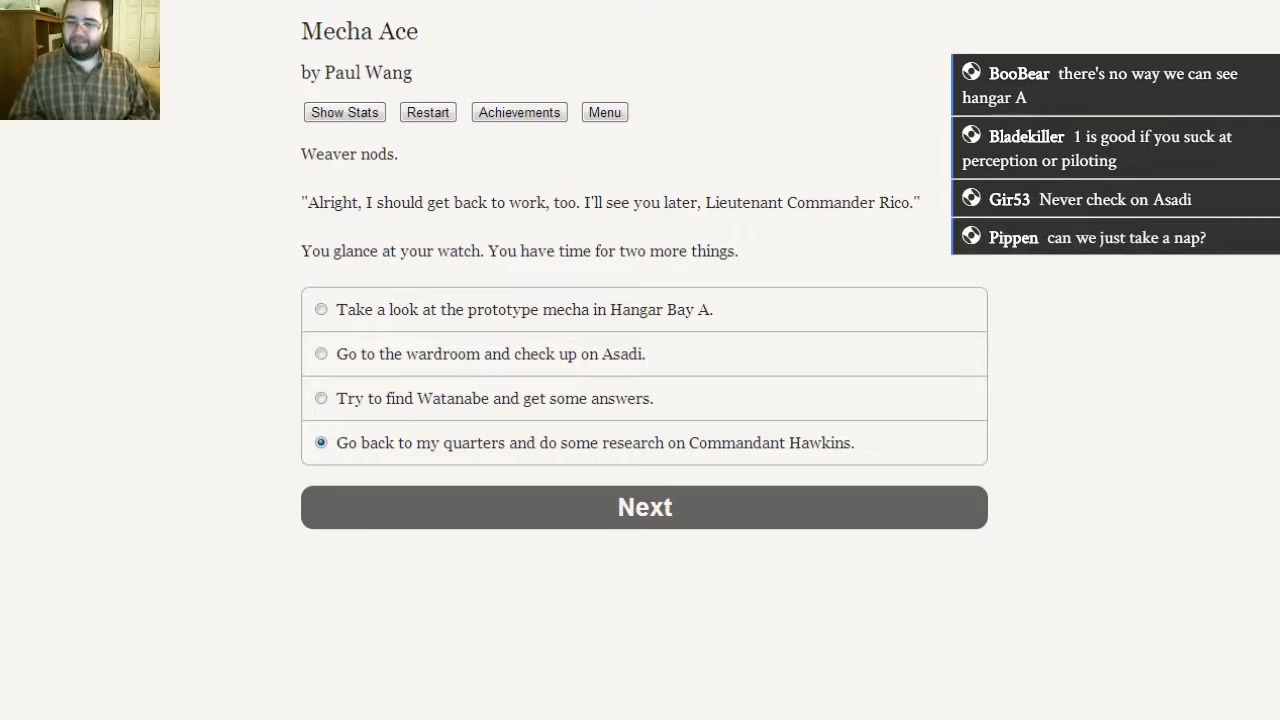 Mecha Ace
by Paul Wang
Show Stats
Restart
Achievements
Menu
Weaver nods.
"Alright, I should get back to work, too. I'll see you later, Lieutenant Commander Rico."
You glance at your watch. You have time for two more things.
Take a look at the prototype mecha in Hangar Bay A.
Go to the wardroom and check up on Asadi.
Try to find Watanabe and get some answers.
Go back to my quarters and do some research on Commandant Hawkins.
Next
BooBear there's no way we can see
hangar A
Bladekiller 1 is good if you suck at
perception or piloting
Gir53 Never check on Asadi
Pippen can we just take a nap?